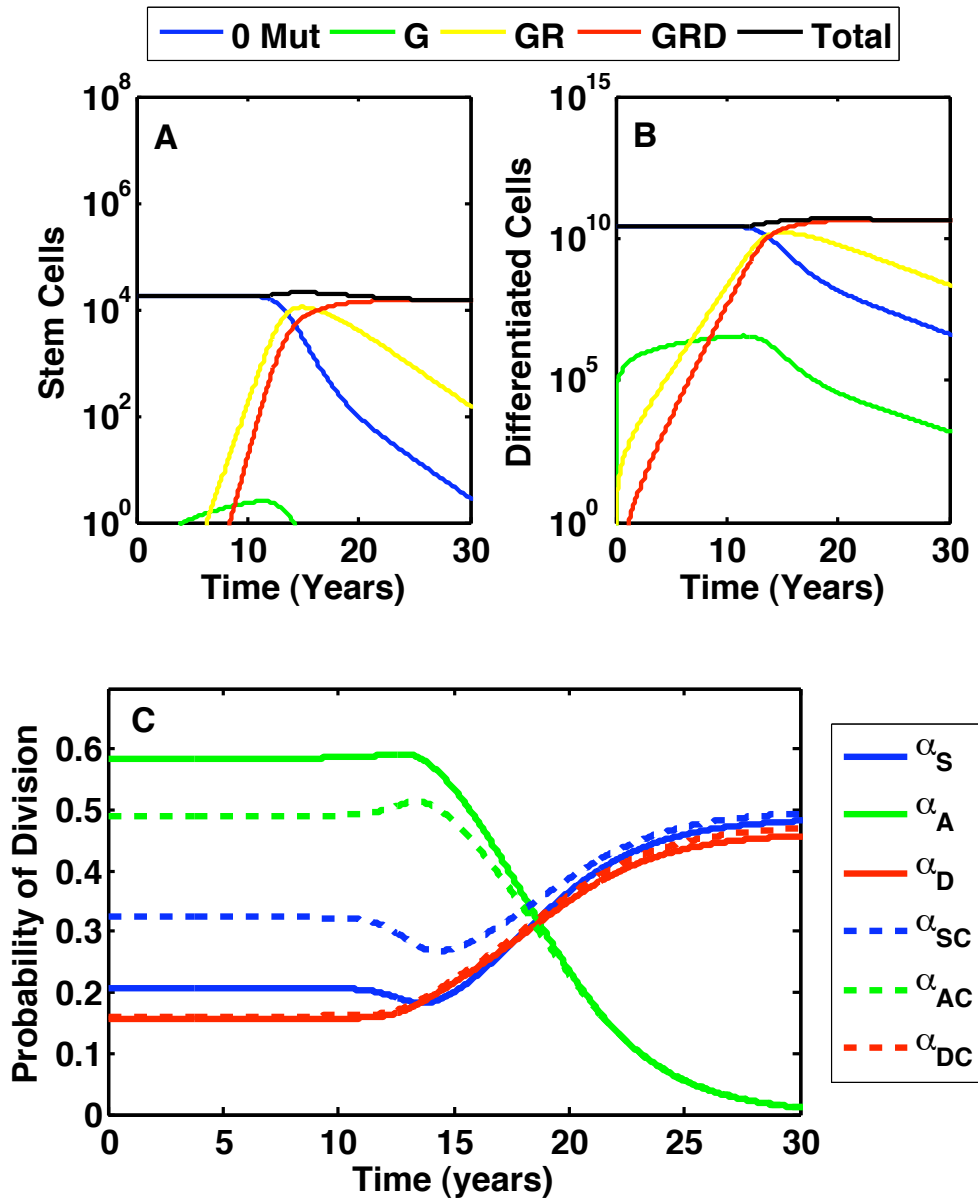 0 Mut G GR GRD Total
A
Stem Cells
10^8
10^6
10^4
10^2
10^0
0 10 20 30
Time (Years)
B
Differentiated Cells
10^15
10^10
10^5
10^0
0 10 20 30
Time (Years)
C
Probability of Division
0.6
0.5
0.4
0.3
0.2
0.1
0
0 5 10 15 20 25 30
Time (years)
α_S
α_A
α_D
α_SC
α_AC
α_DC